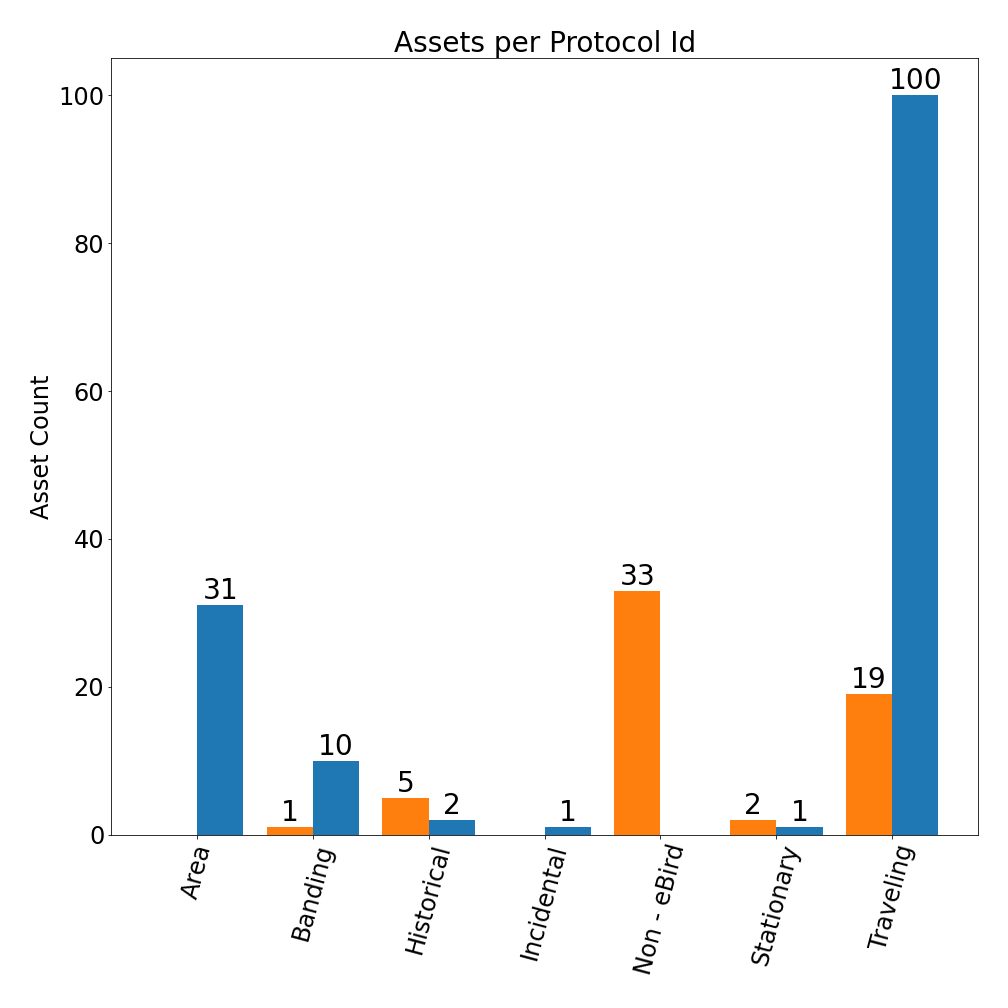 Assets per Protocol Id
Asset Count
100
80
60
40
20
0
31
1
10
5
2
1
33
2
1
19
100
Area
Banding
Historical
Incidental
Non - eBird
Stationary
Traveling